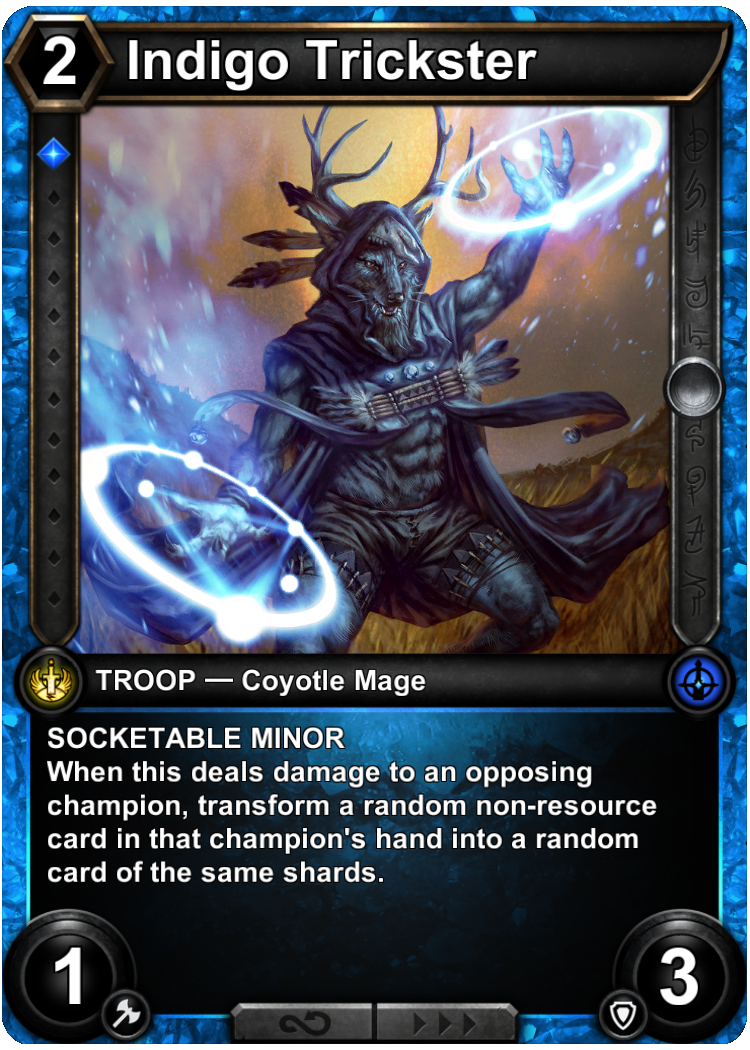 2
Indigo Trickster
TROOP — Coyotle Mage
SOCKETABLE MINOR
When this deals damage to an opposing
champion, transform a random non-resource
card in that champion's hand into a random
card of the same shards.
1
3